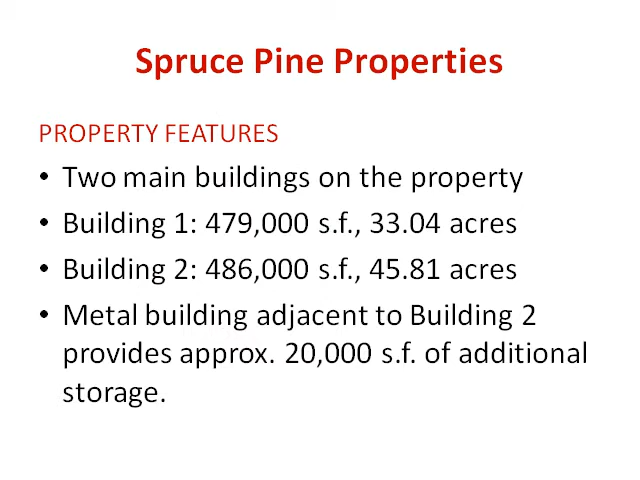 Spruce Pine Properties
PROPERTY FEATURES
• Two main buildings on the property
• Building 1: 479,000 s.f., 33.04 acres
• Building 2: 486,000 s.f., 45.81 acres
• Metal building adjacent to Building 2
provides approx. 20,000 s.f. of additional
storage.